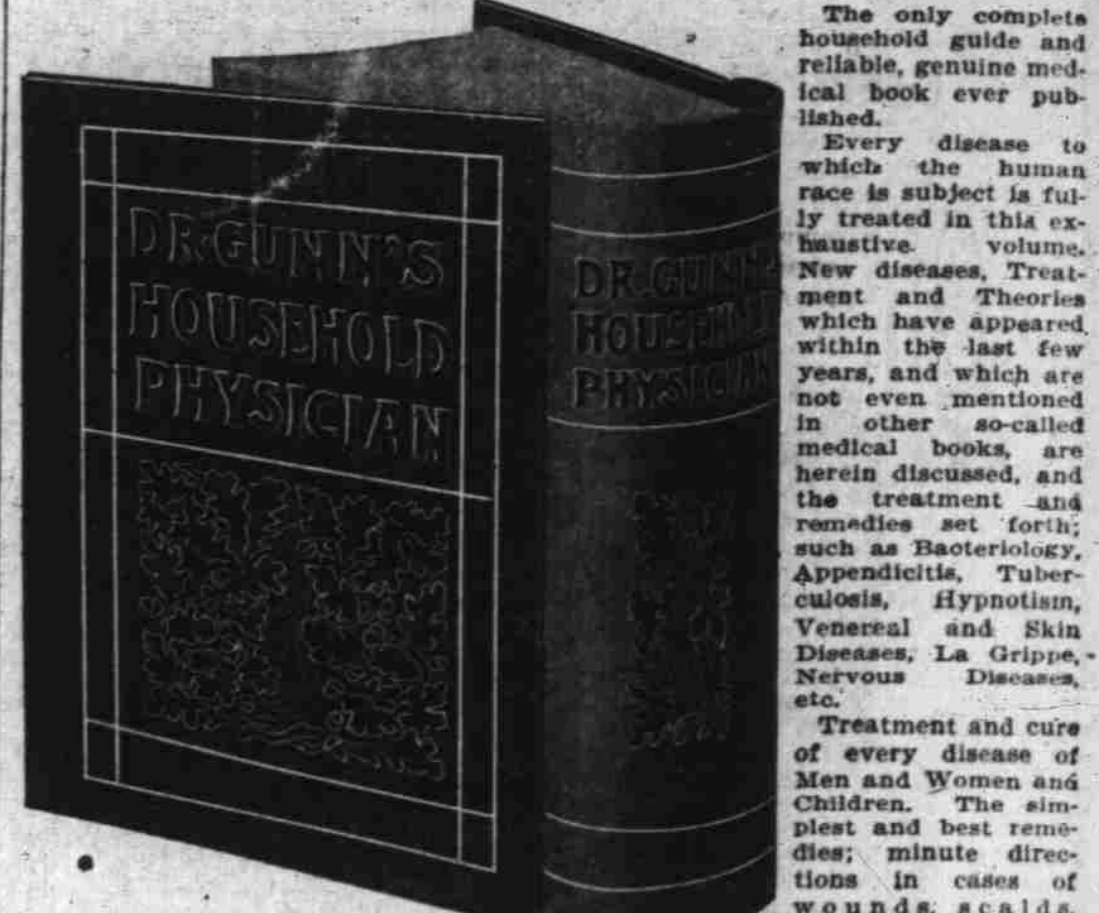 DR.GUNN'S
HOUSEHOLD
PHYSICIAN
DR.GUNN'S
HOUSEHOLD
PHYSICIAN
The only complete
household guide and
reliable, genuine med-
ical book ever pub-
lished.
Every disease to
which the human
race is subject is ful-
ly treated in this ex-
haustive volume.
New diseases, Treat-
ment and Theories
which have appeared
within the last few
years, and which are
not even mentioned
in other so-called
medical books, are
herein discussed, and
the treatment and
remedies set forth;
such as Bacteriology,
Appendicitis, Tuber-
culosis, Hypnotism,
Venereal and Skin
Diseases, La Grippe,
Nervous Diseases,
etc.
Treatment and cure
of every disease of
Men and Women and
Children. The sim-
plest and best reme-
dies; minute direc-
tions in cases of
wounds, scalds,